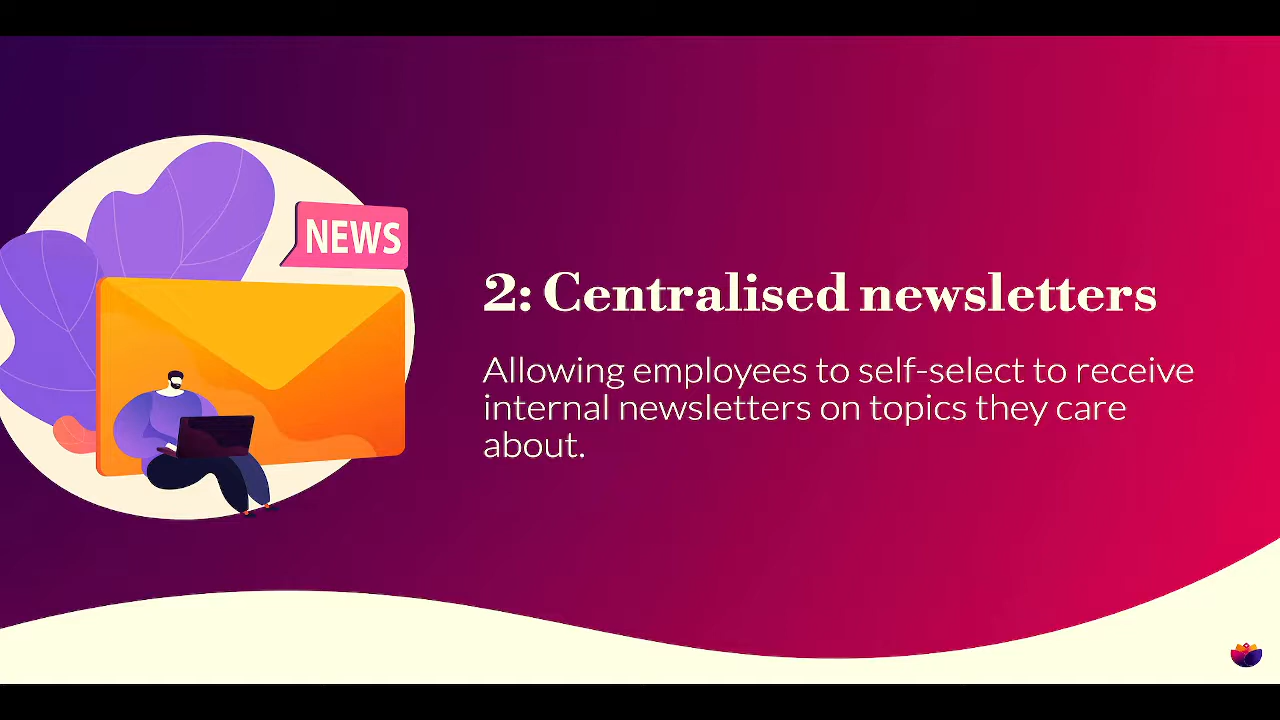 NEWS
2: Centralised newsletters
Allowing employees to self-select to receive
internal newsletters on topics they care
about.